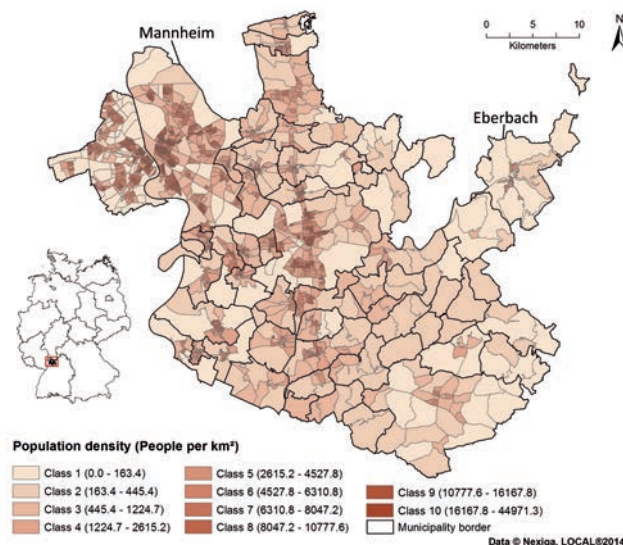 Mannheim
0 10
Kilometers
N
Eberbach
Population density (People per km²)
Class 1 (0.0 - 163.4)
Class 2 (163.4 - 445.4)
Class 3 (445.4 - 1224.7)
Class 4 (1224.7 - 2615.2)
Class 5 (2615.2 - 4527.8)
Class 6 (4527.8 - 6310.8)
Class 7 (6310.8 - 8047.2)
Class 8 (8047.2 - 10777.6)
Class 9 (10777.6 - 16167.8)
Class 10 (16167.8 - 44971.3)
Municipality border
Data © Nexiga, LOCAL®2014